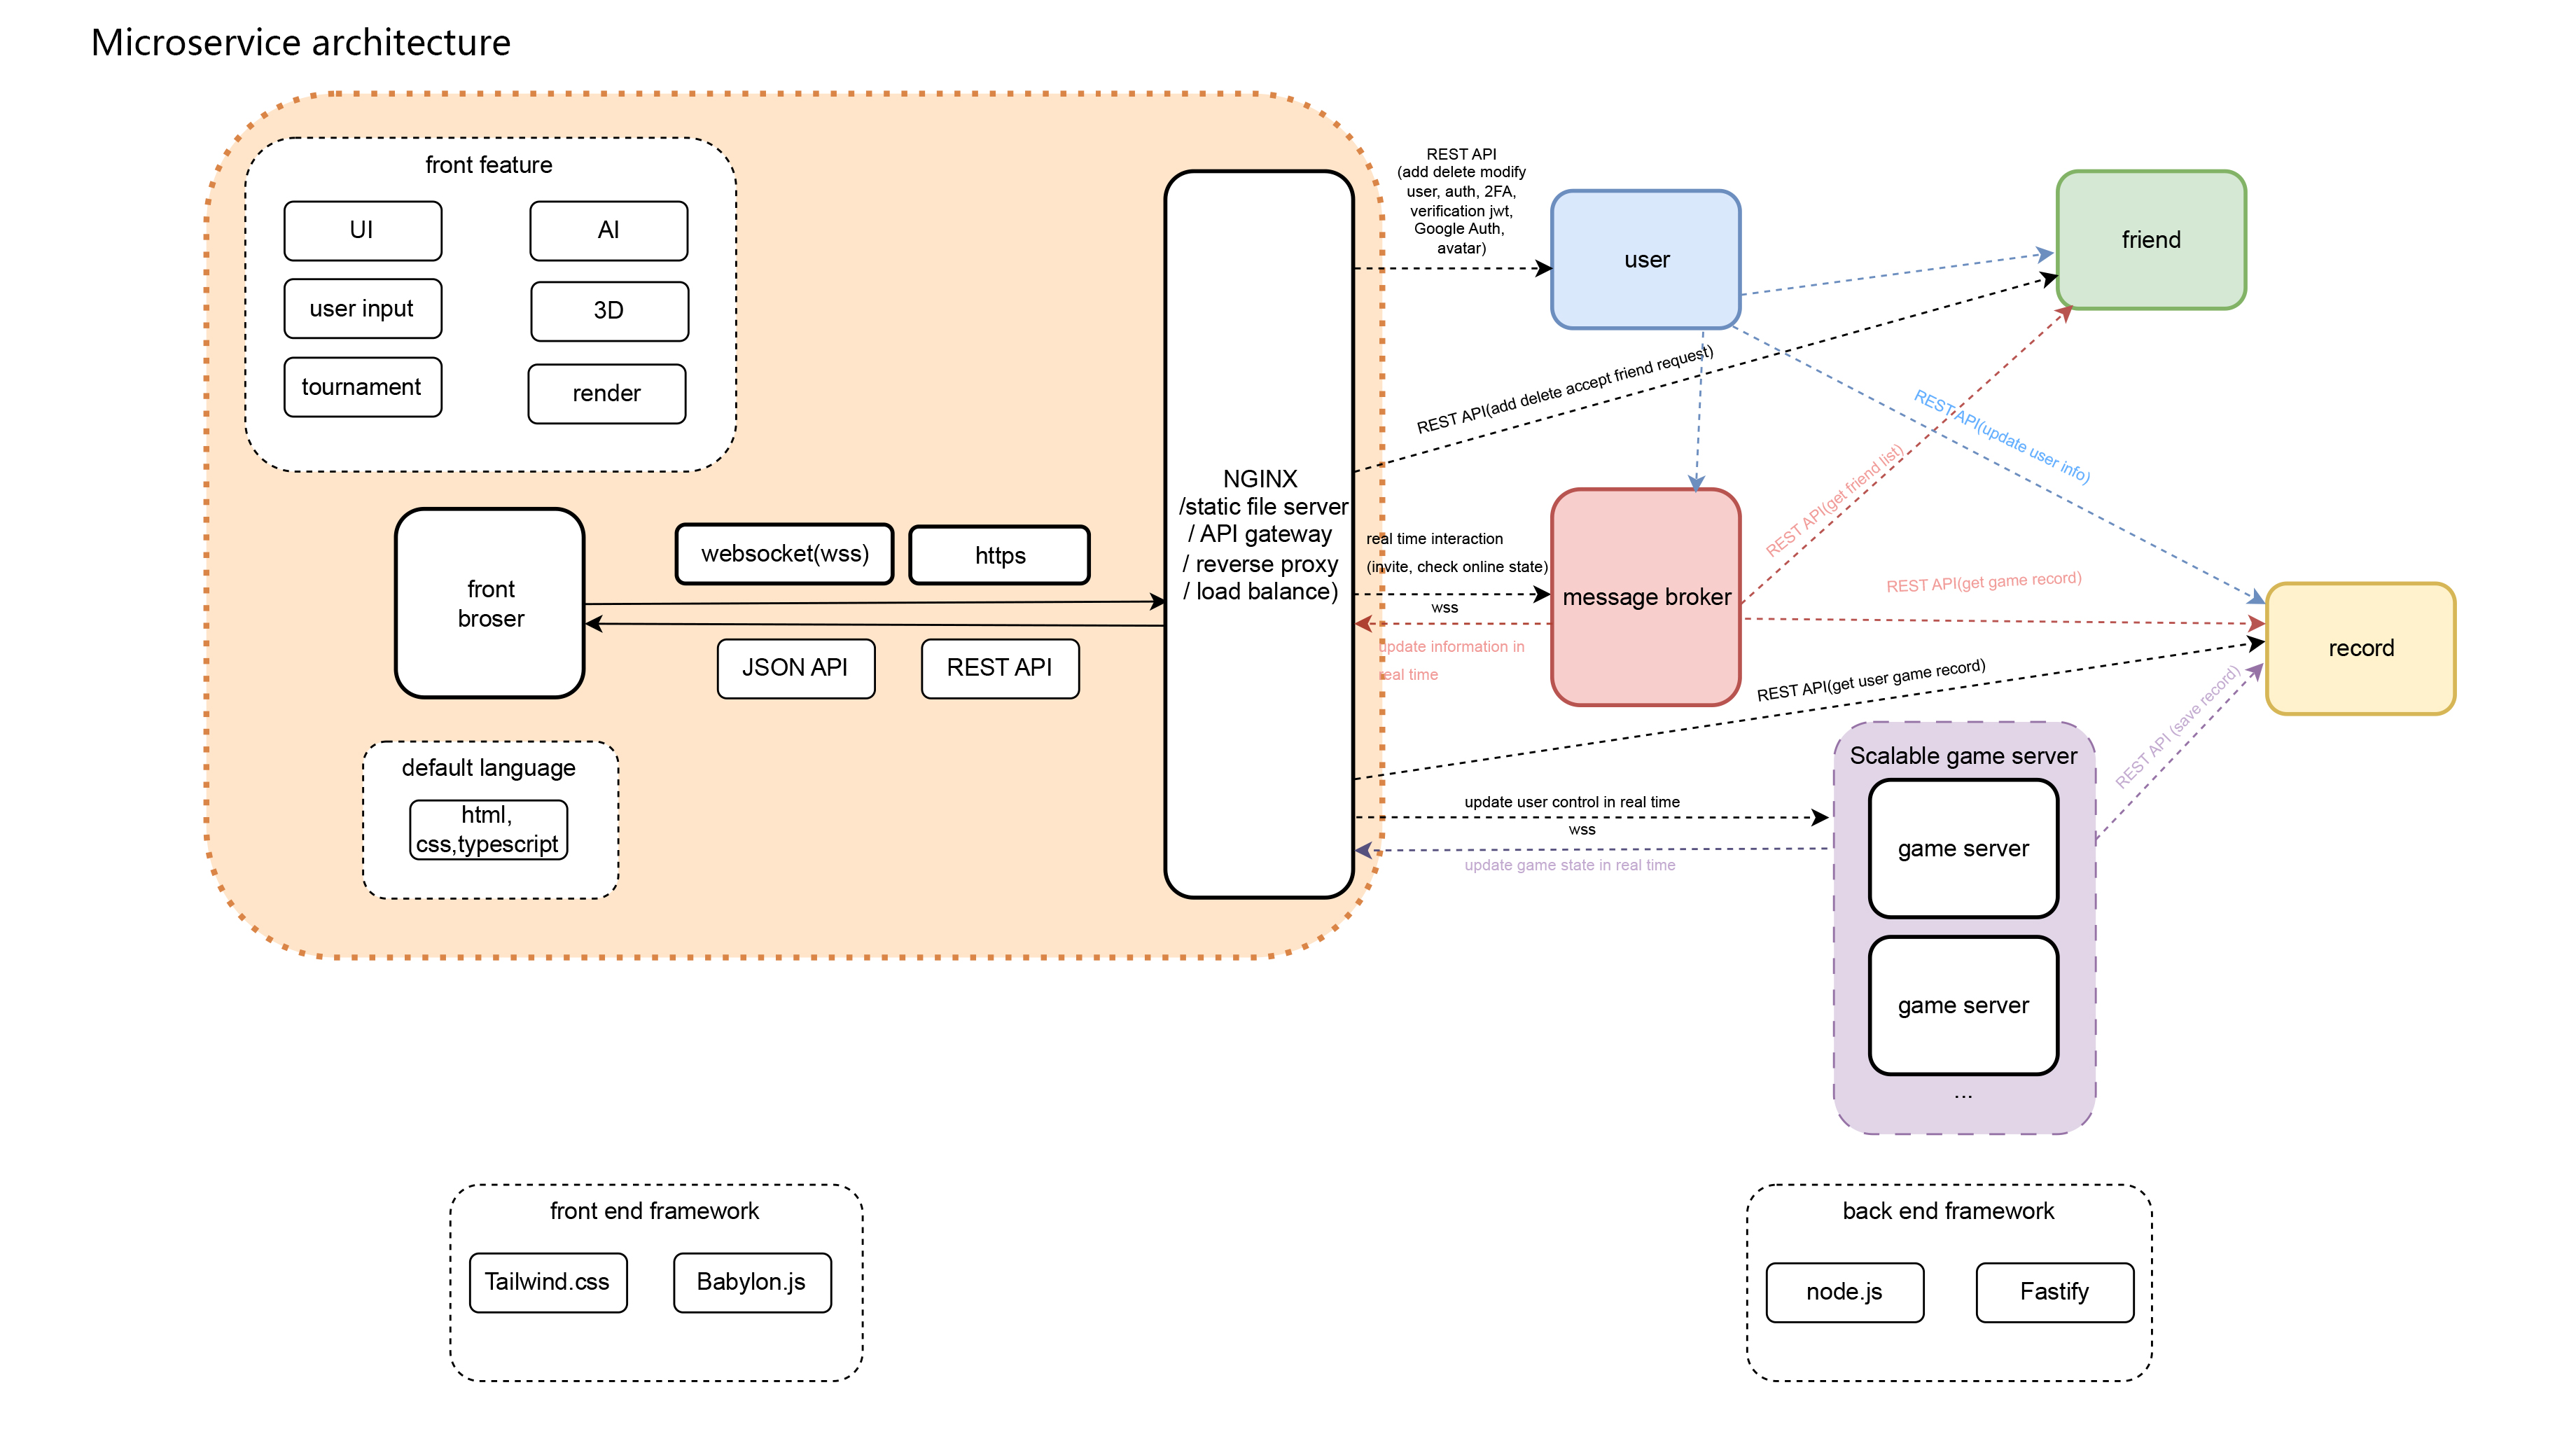 Microservice architecture
front feature
UI
AI
user input
3D
tournament
render
front
broser
websocket(wss)
https
JSON API
REST API
default language
html,
css,typescript
NGINX
/static file server
/ API gateway
/ reverse proxy
/ load balance)
REST API
(add delete modify
user, auth, 2FA,
verification jwt,
Google Auth,
avatar)
user
friend
REST API(add delete accept friend request)
REST API(update user info)
REST API(get friend list)
real time interaction
(invite, check online state)
wss
update information in
real time
message broker
REST API(get game record)
record
REST API(get user game record)
REST API (save record)
update user control in real time
wss
update game state in real time
Scalable game server
game server
game server
...
front end framework
Tailwind.css
Babylon.js
back end framework
node.js
Fastify